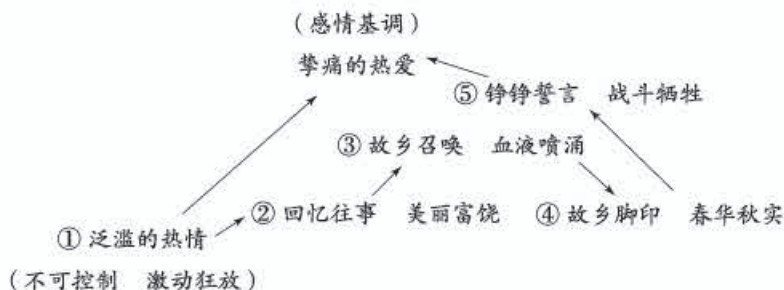 （感情基调）
挚痛的热爱
⑤ 铮铮誓言　战斗牺牲
③ 故乡召唤　血液喷涌
② 回忆往事　美丽富饶　④ 故乡脚印　春华秋实
① 泛滥的热情
（不可控制　激动狂放）